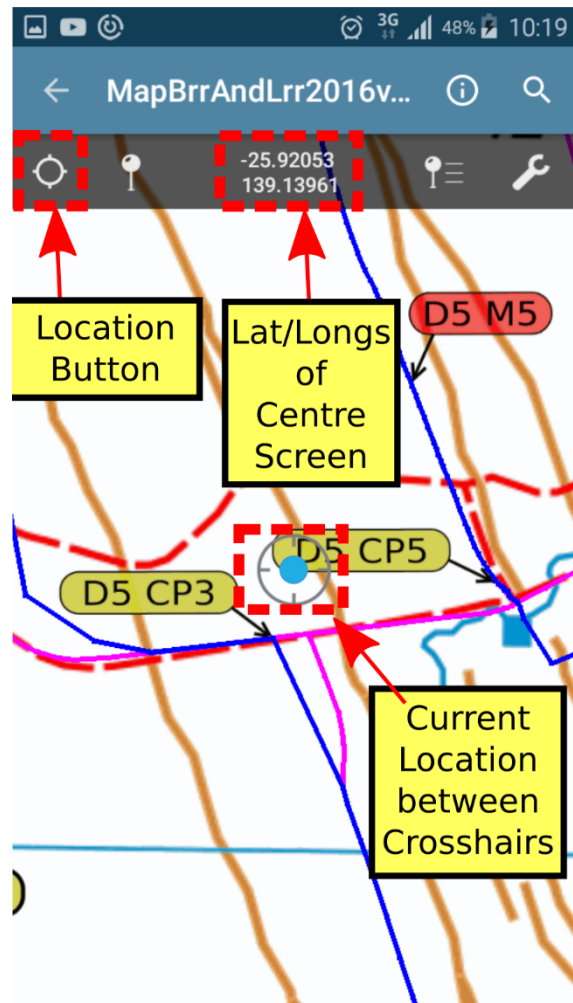 3G 48% 10:19
MapBrrAndLrr2016v...
-25.92053
139.13961
D5 M5
Location
Button
Lat/Longs
of
Centre
Screen
D5 CP5
D5 CP3
Current
Location
between
Crosshairs